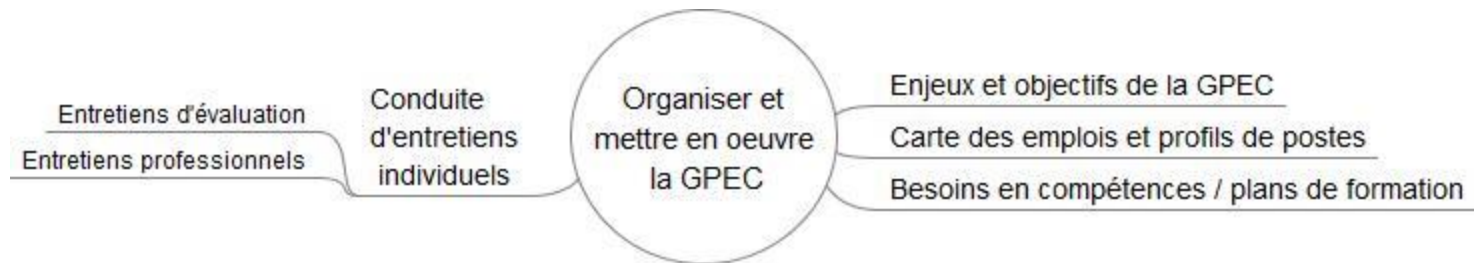 Entretiens d'évaluation
Entretiens professionnels
Conduite
d'entretiens
individuels
Organiser et
mettre en oeuvre
la GPEC
Enjeux et objectifs de la GPEC
Carte des emplois et profils de postes
Besoins en compétences / plans de formation